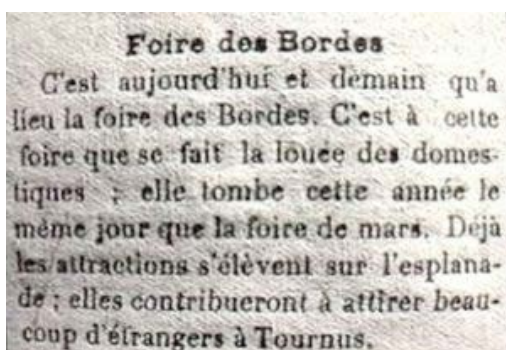 Foire des Bordes
C'est aujourd'hui et demain qu'a
lieu la foire des Bordes. C'est à cette
foire que se fait la louée des domes-
tiques ; elle tombe cette année le
même jour que la foire de mars. Déjà
les attractions s'élèvent sur l'esplana-
de ; elles contribueront à attirer beau-
coup d'étrangers à Tournus.